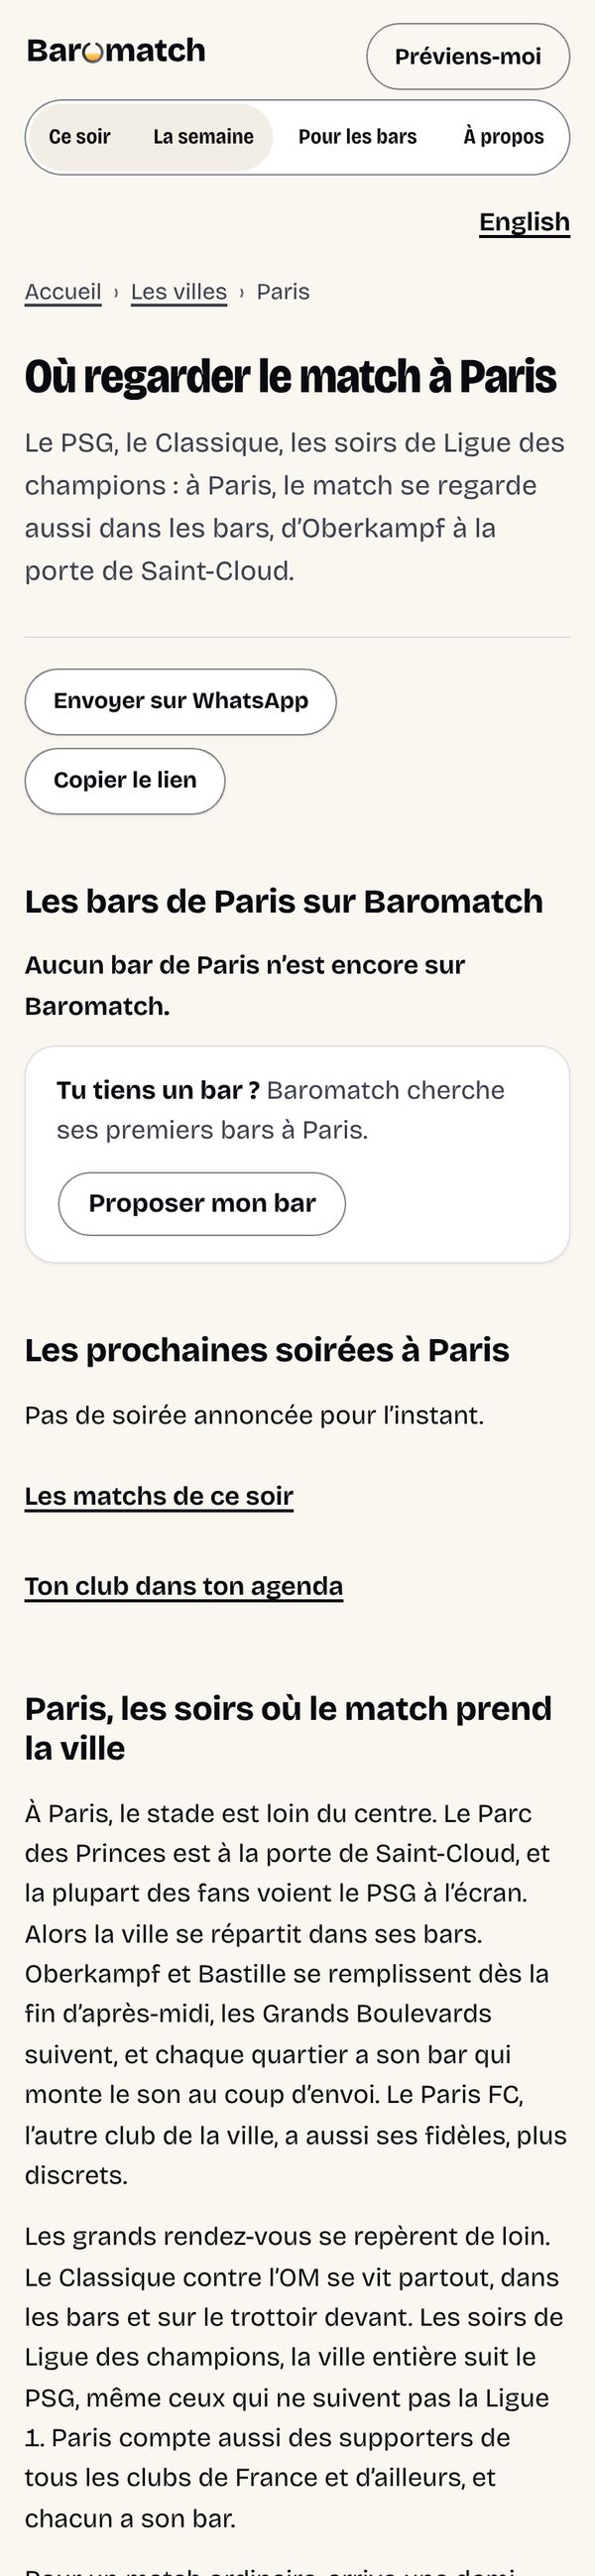 Baromatch
Préviens-moi
Ce soir La semaine Pour les bars À propos
English
Accueil › Les villes › Paris
Où regarder le match à Paris
Le PSG, le Classique, les soirs de Ligue des
champions : à Paris, le match se regarde
aussi dans les bars, d’Oberkampf à la
porte de Saint-Cloud.
Envoyer sur WhatsApp
Copier le lien
Les bars de Paris sur Baromatch
Aucun bar de Paris n’est encore sur
Baromatch.
Tu tiens un bar ? Baromatch cherche
ses premiers bars à Paris.
Proposer mon bar
Les prochaines soirées à Paris
Pas de soirée annoncée pour l’instant.
Les matchs de ce soir
Ton club dans ton agenda
Paris, les soirs où le match prend
la ville
À Paris, le stade est loin du centre. Le Parc
des Princes est à la porte de Saint-Cloud, et
la plupart des fans voient le PSG à l’écran.
Alors la ville se répartit dans ses bars.
Oberkampf et Bastille se remplissent dès la
fin d’après-midi, les Grands Boulevards
suivent, et chaque quartier a son bar qui
monte le son au coup d’envoi. Le Paris FC,
l’autre club de la ville, a aussi ses fidèles, plus
discrets.
Les grands rendez-vous se repèrent de loin.
Le Classique contre l’OM se vit partout, dans
les bars et sur le trottoir devant. Les soirs de
Ligue des champions, la ville entière suit le
PSG, même ceux qui ne suivent pas la Ligue
1. Paris compte aussi des supporters de
tous les clubs de France et d’ailleurs, et
chacun a son bar.
Pour un match ordinaire, arrive une demi-